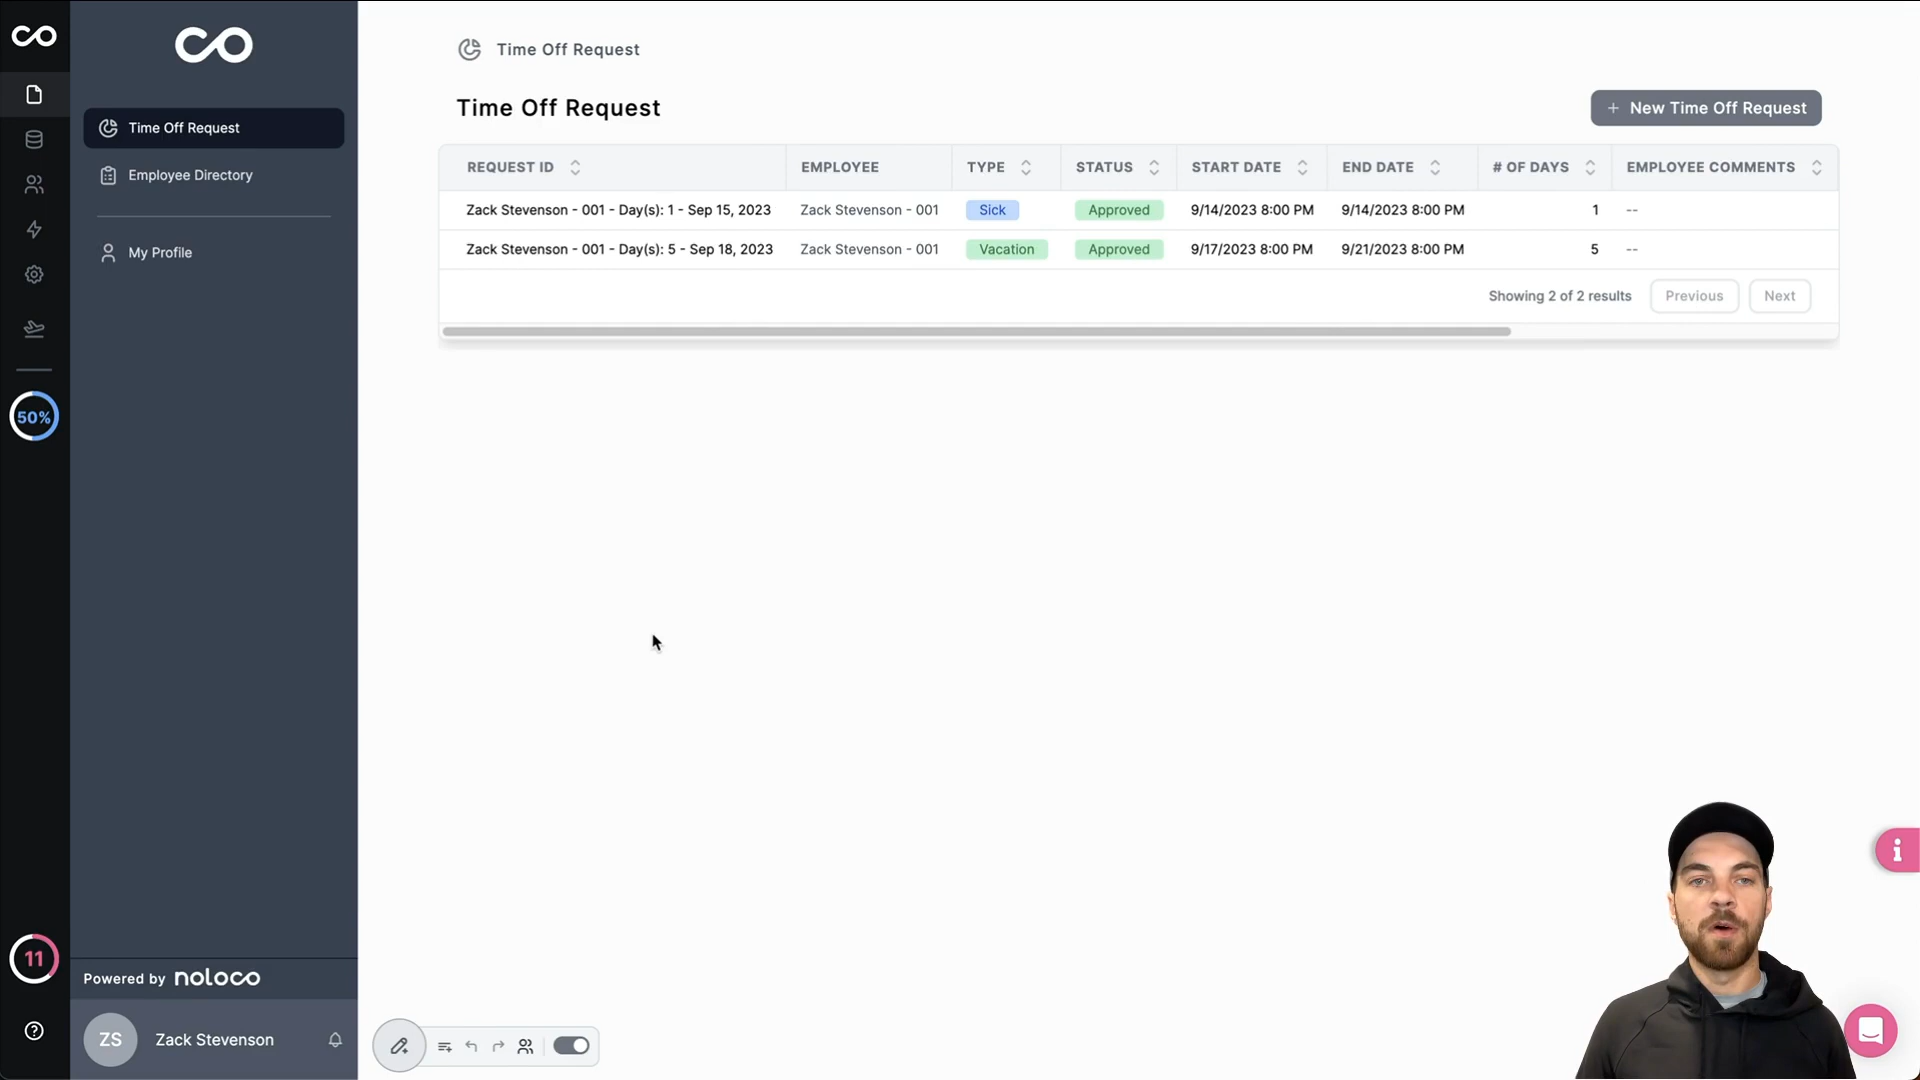 Time Off Request
Employee Directory
My Profile
50%
11
Powered by noloco
ZS Zack Stevenson
Time Off Request
Time Off Request
+ New Time Off Request
REQUEST ID EMPLOYEE TYPE STATUS START DATE END DATE # OF DAYS EMPLOYEE COMMENTS
Zack Stevenson - 001 - Day(s): 1 - Sep 15, 2023 Zack Stevenson - 001 Sick Approved 9/14/2023 8:00 PM 9/14/2023 8:00 PM 1 --
Zack Stevenson - 001 - Day(s): 5 - Sep 18, 2023 Zack Stevenson - 001 Vacation Approved 9/17/2023 8:00 PM 9/21/2023 8:00 PM 5 --
Showing 2 of 2 results Previous Next